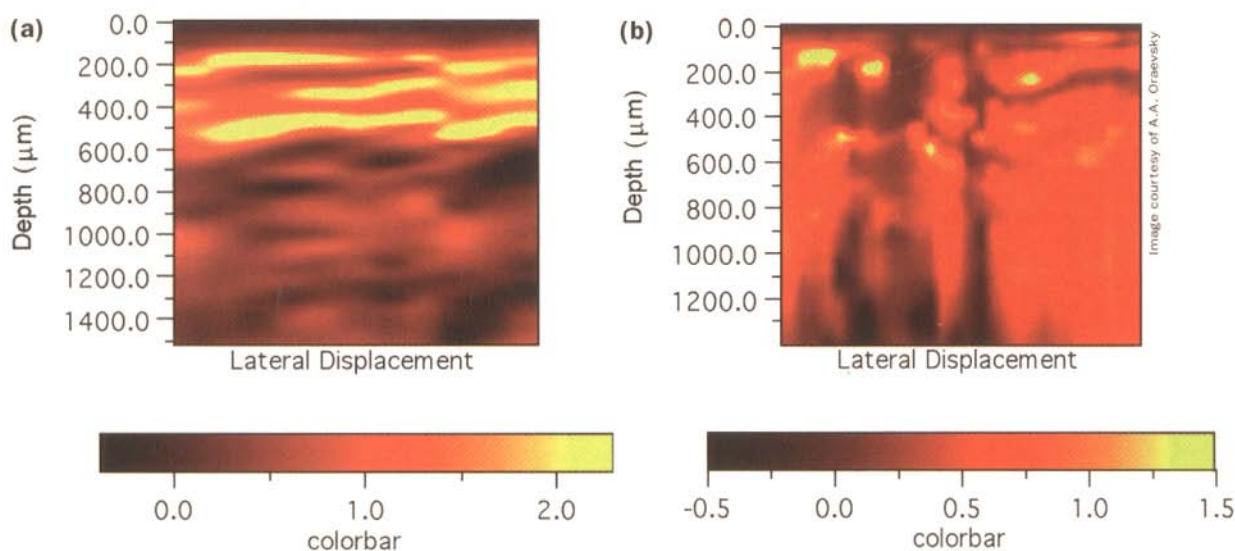 (a)
0.0
200.0
400.0
600.0
800.0
1000.0
1200.0
1400.0
Depth (μm)
Lateral Displacement
0.0 1.0 2.0
colorbar
(b)
0.0
200.0
400.0
600.0
800.0
1000.0
1200.0
Depth (μm)
Lateral Displacement
Image courtesy of A.A. Oraevsky
-0.5 0.0 0.5 1.0 1.5
colorbar